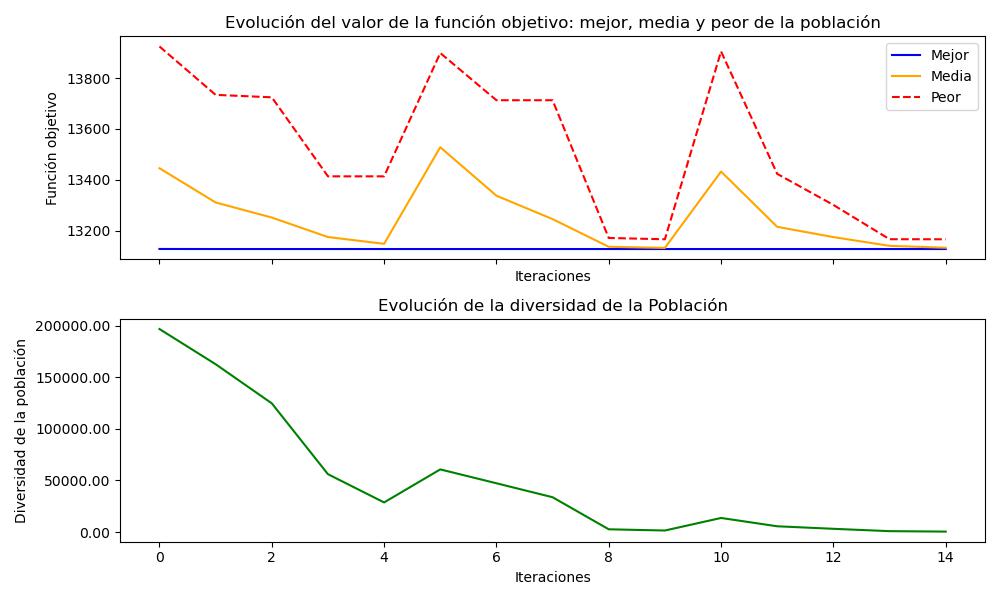 Evolución del valor de la función objetivo: mejor, media y peor de la población
Función objetivo
13800
13600
13400
13200
Mejor
Media
Peor
Iteraciones
Evolución de la diversidad de la Población
Diversidad de la población
200000.00
150000.00
100000.00
50000.00
0.00
0 2 4 6 8 10 12 14
Iteraciones